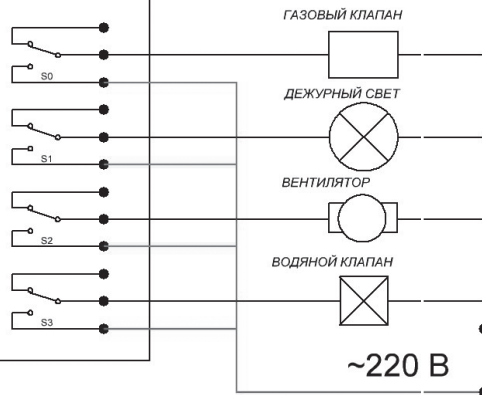 ГАЗОВЫЙ КЛАПАН
S0
ДЕЖУРНЫЙ СВЕТ
S1
ВЕНТИЛЯТОР
S2
ВОДЯНОЙ КЛАПАН
S3
~220 В